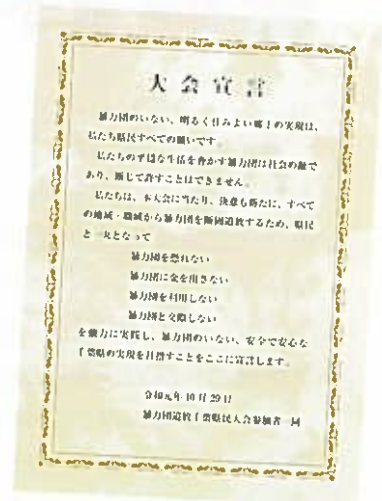 大会宣言
暴力団のいない、明るく住みよい郷土の実現は、
私たち県民すべての願いです。
私たちの平穏な生活を脅かす暴力団は社会の敵で
あり、断じて許すことはできません。
私たちは、本大会に当たり、決意も新たに、すべて
の地域・職域から暴力団を断固追放するため、県民
と一丸となって
暴力団を恐れない
暴力団に金を出さない
暴力団を利用しない
暴力団と交際しない
を強力に実践し、暴力団のいない、安全で安心な
千葉県の実現を目指すことをここに宣言します。
令和元年10月29日
暴力団追放千葉県民大会参加者一同